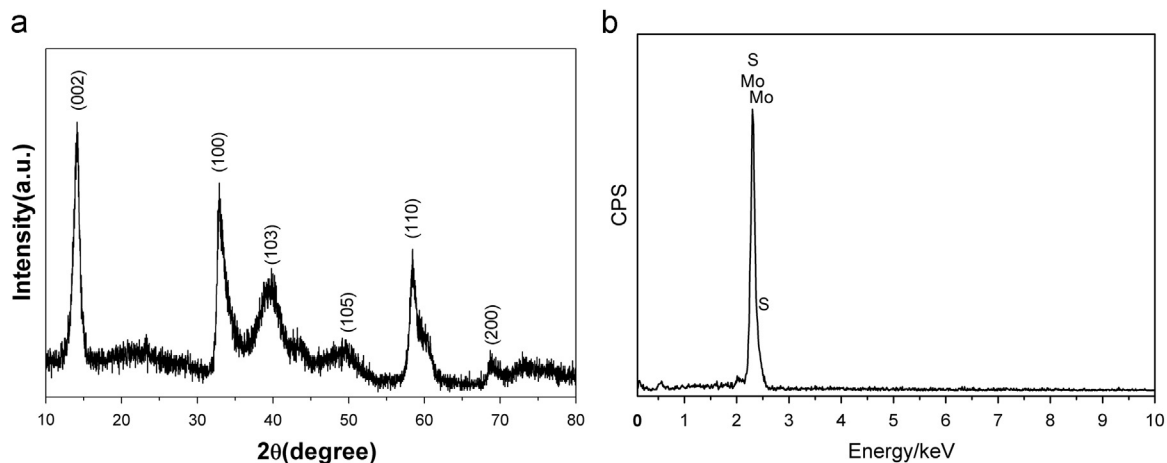 a
(002)
(100)
(103)
(105)
(110)
(200)
Intensity(a.u.)
10 20 30 40 50 60 70 80
2θ(degree)
b
S
Mo
Mo
S
CPS
0 1 2 3 4 5 6 7 8 9 10
Energy/keV